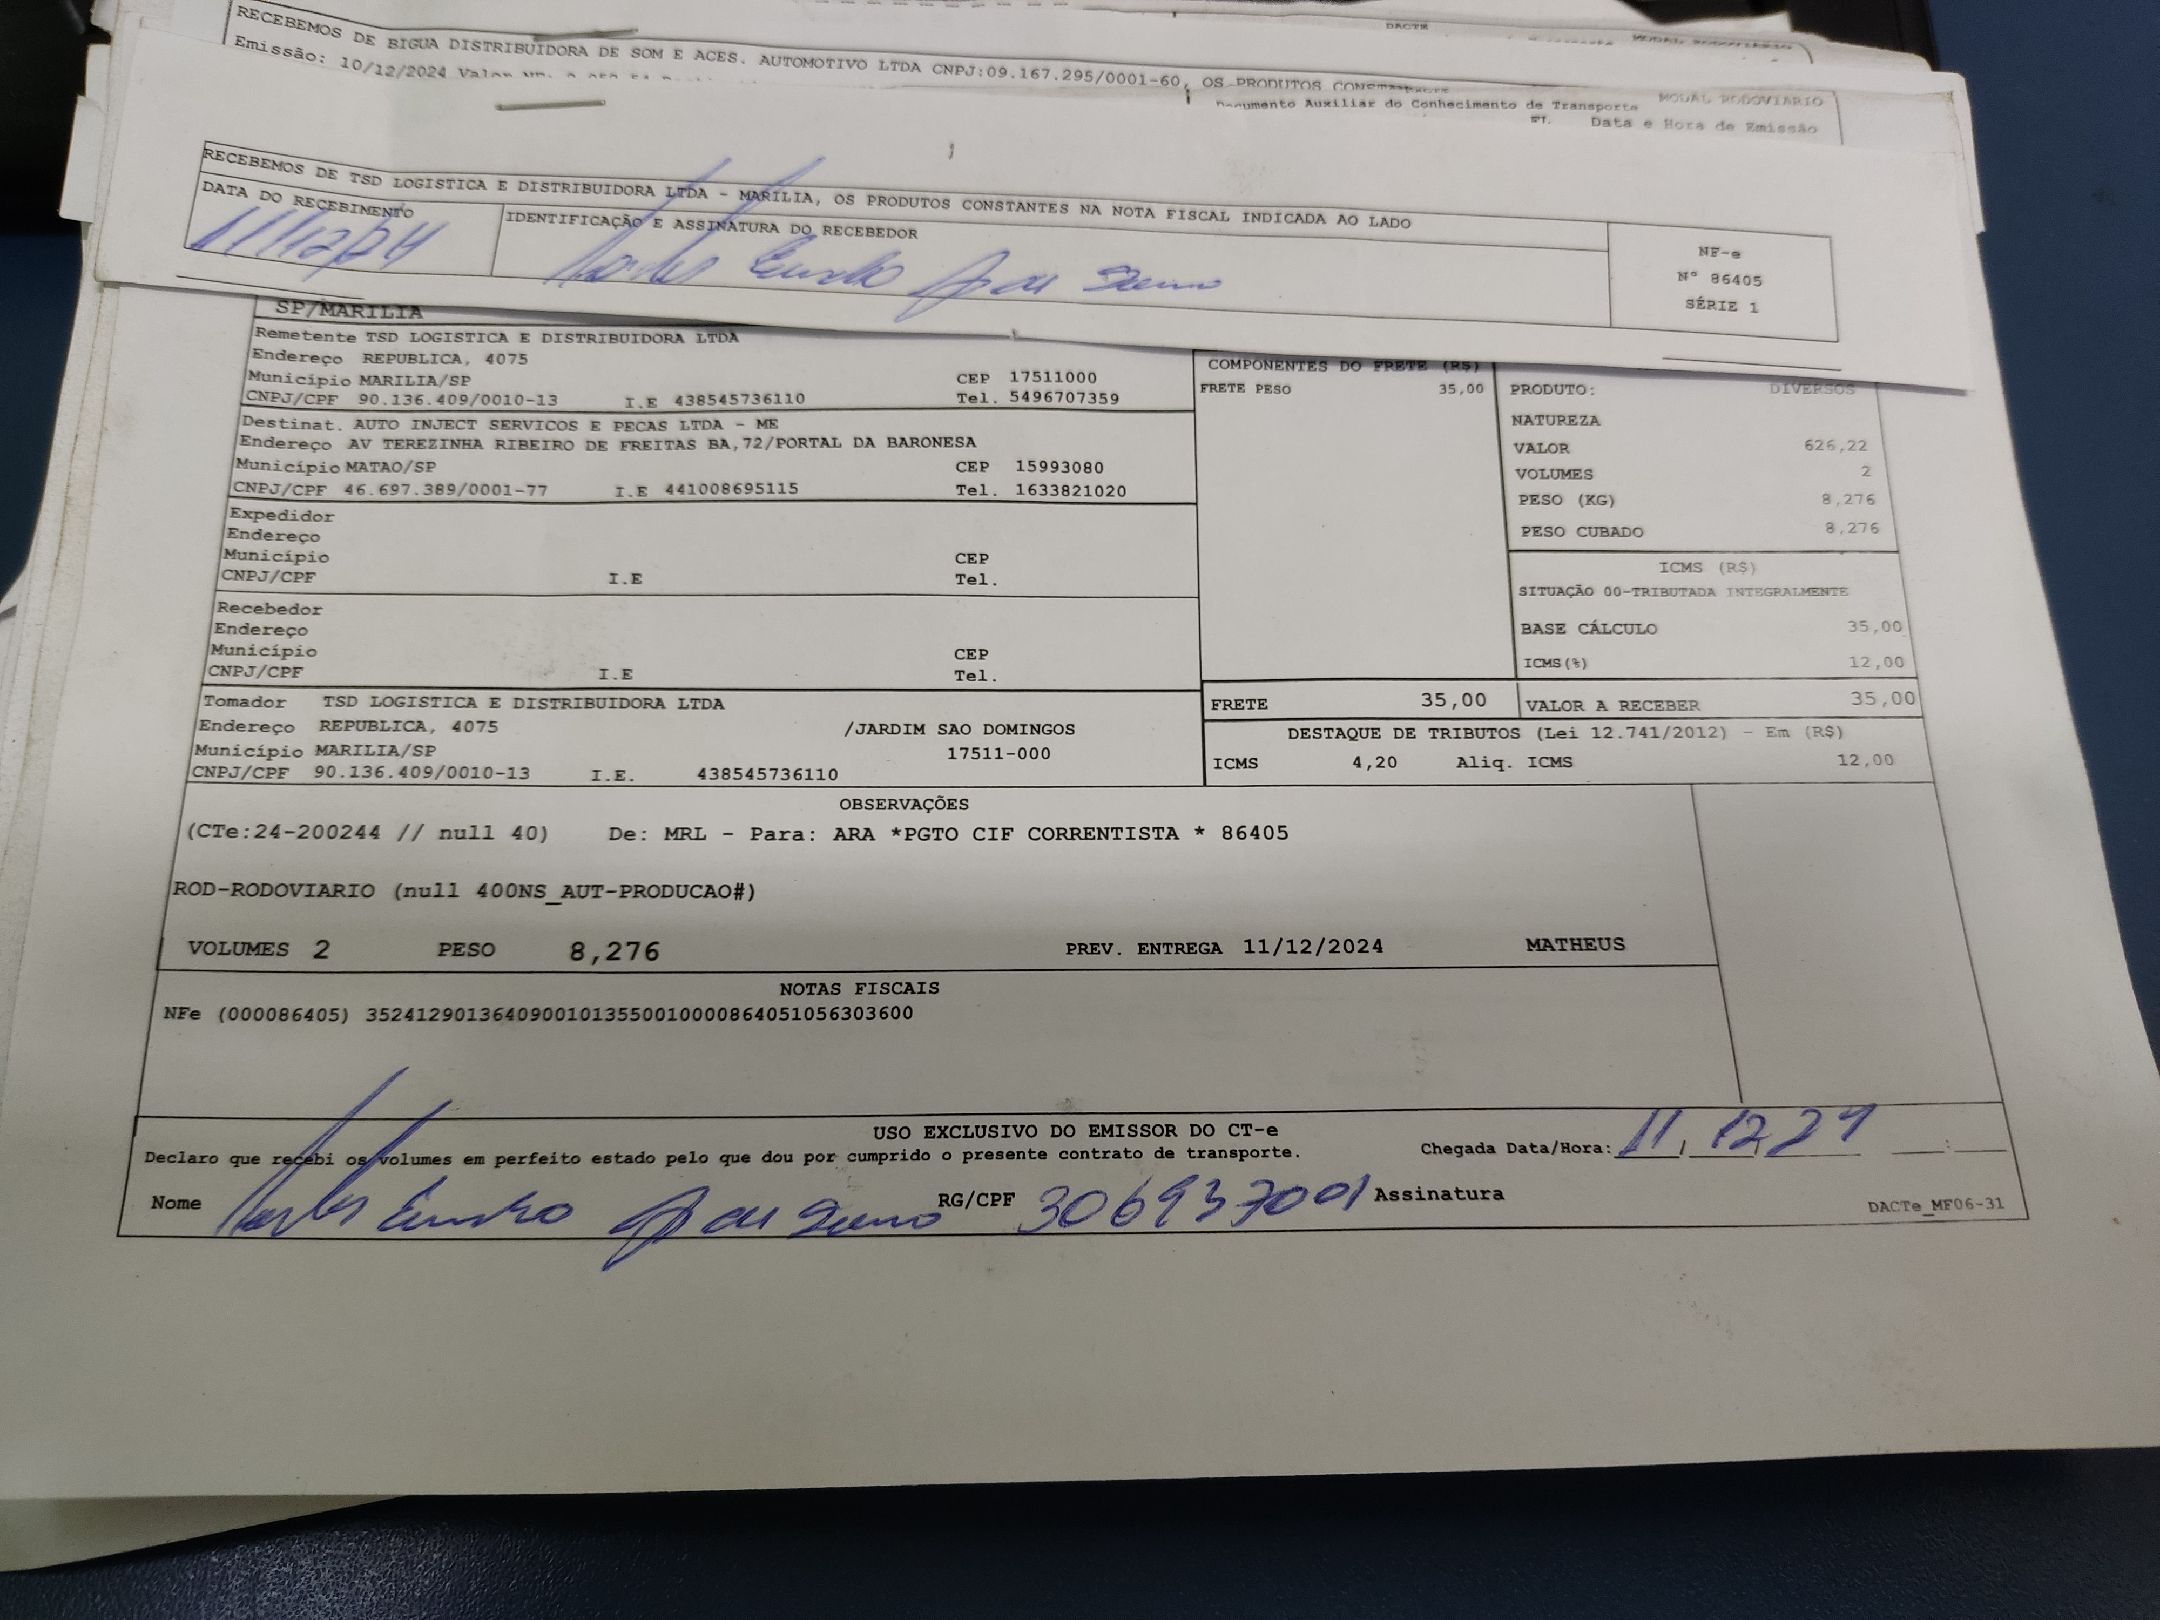 RECEBEMOS DE BIGUA DISTRIBUIDORA DE SOM E ACES. AUTOMOTIVO LTDA CNPJ:09.167.295/0001-60, OS PRODUTOS
Emissão: 10/12/2024 Valor
DACTE
MODAL RODOVIARIO
Documento Auxiliar do Conhecimento de Transporte
Data e Hora de Emissão
RECEBEMOS DE TSD LOGISTICA E DISTRIBUIDORA LTDA - MARILIA, OS PRODUTOS CONSTANTES NA NOTA FISCAL INDICADA AO LADO
DATA DO RECEBIMENTO
11/12/24
IDENTIFICAÇÃO E ASSINATURA DO RECEBEDOR
NF-e
N° 86405
SÉRIE 1
SP/MARILIA
Remetente TSD LOGISTICA E DISTRIBUIDORA LTDA
Endereço REPUBLICA, 4075
Município MARILIA/SP CEP 17511000
CNPJ/CPF 90.136.409/0010-13 I.E 438545736110 Tel. 5496707359
Destinat. AUTO INJECT SERVICOS E PECAS LTDA - ME
Endereço AV TEREZINHA RIBEIRO DE FREITAS BA,72/PORTAL DA BARONESA
Município MATAO/SP CEP 15993080
CNPJ/CPF 46.697.389/0001-77 I.E 441008695115 Tel. 1633821020
Expedidor
Endereço
Município CEP
CNPJ/CPF I.E Tel.
Recebedor
Endereço
Município CEP
CNPJ/CPF I.E Tel.
Tomador TSD LOGISTICA E DISTRIBUIDORA LTDA
Endereço REPUBLICA, 4075 /JARDIM SAO DOMINGOS
Município MARILIA/SP 17511-000
CNPJ/CPF 90.136.409/0010-13 I.E. 438545736110
COMPONENTES DO FRETE (R$)
FRETE PESO 35,00
PRODUTO: DIVERSOS
NATUREZA
VALOR 626,22
VOLUMES 2
PESO (KG) 8,276
PESO CUBADO 8,276
ICMS (R$)
SITUAÇÃO 00-TRIBUTADA INTEGRALMENTE
BASE CÁLCULO 35,00
ICMS(%) 12,00
FRETE 35,00 VALOR A RECEBER 35,00
DESTAQUE DE TRIBUTOS (Lei 12.741/2012) - Em (R$)
ICMS 4,20 Aliq. ICMS 12,00
OBSERVAÇÕES
(CTe:24-200244 // null 40) De: MRL - Para: ARA *PGTO CIF CORRENTISTA * 86405
ROD-RODOVIARIO (null 400NS_AUT-PRODUCAO#)
VOLUMES 2 PESO 8,276 PREV. ENTREGA 11/12/2024 MATHEUS
NOTAS FISCAIS
NFe (000086405) 35241290136409001013550010000864051056303600
USO EXCLUSIVO DO EMISSOR DO CT-e
Declaro que recebi os volumes em perfeito estado pelo que dou por cumprido o presente contrato de transporte. Chegada Data/Hora: 11, 12 24 :
Nome RG/CPF 306937001 Assinatura
DACTe_MF06-31